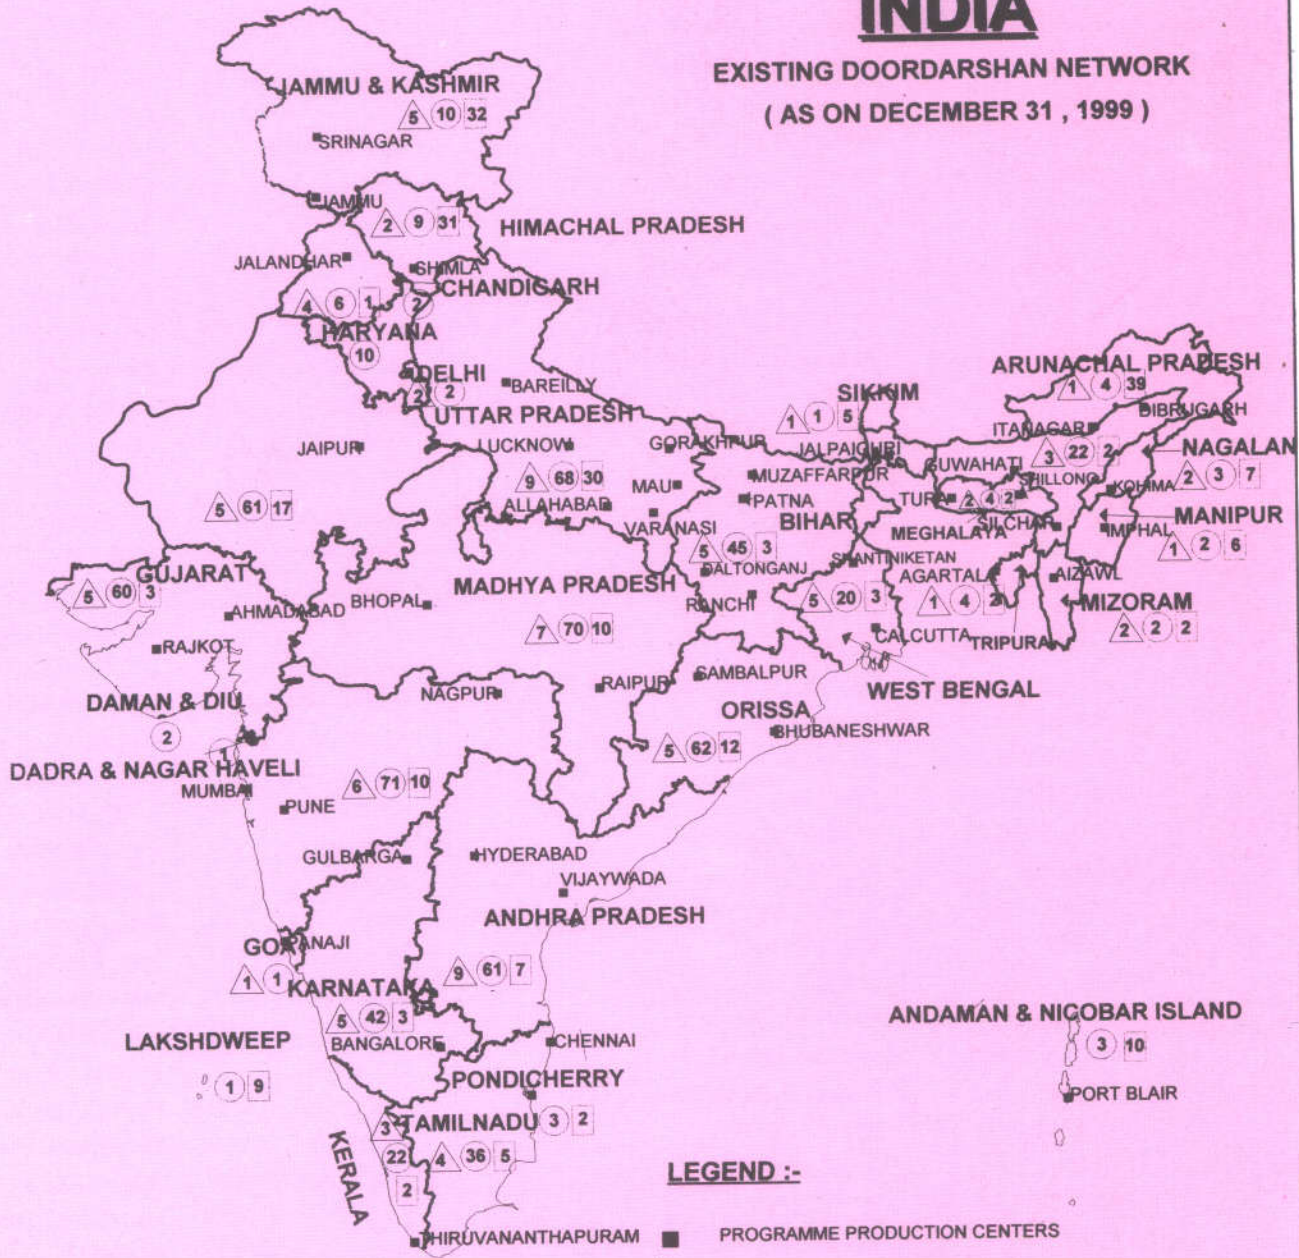 INDIA
EXISTING DOORDARSHAN NETWORK
( AS ON DECEMBER 31 , 1999 )
JAMMU & KASHMIR
5 10 32
SRINAGAR
JAMMU
2 9 31
HIMACHAL PRADESH
JALANDHAR
SHIMLA
CHANDIGARH
4 6 1
2
HARYANA
10
DELHI
2 2
BAREILLY
UTTAR PRADESH
ARUNACHAL PRADESH
1 4 39
SIKKIM
1 1 5
DIBRUGARH
ITANAGAR
JAIPUR
LUCKNOW
GORAKHPUR
JALPAIGURI
3 22 2
NAGALAN
9 68 30
MAU
MUZAFFARPUR
GUWAHATI
SHILLONG
KOHIMA
2 3 7
5 61 17
ALLAHABAD
PATNA
TURA
2 4 2
VARANASI
BIHAR
MEGHALAYA
SILCHAR
IMPHAL
MANIPUR
1 2 6
5 45 3
SHANTINIKETAN
GUJARAT
5 60 3
MADHYA PRADESH
DALTONGANJ
AGARTALA
AIZAWL
AHMADABAD
BHOPAL
RANCHI
5 20 3
1 4 2
MIZORAM
7 70 10
CALCUTTA
TRIPURA
2 2 2
RAJKOT
SAMBALPUR
WEST BENGAL
DAMAN & DIU
NAGPUR
RAIPUR
ORISSA
2
BHUBANESHWAR
1
5 62 12
DADRA & NAGAR HAVELI
MUMBAI
6 71 10
PUNE
GULBARGA
HYDERABAD
VIJAYWADA
ANDHRA PRADESH
GOA
PANAJI
9 61 7
1 1
KARNATAKA
5 42 3
ANDAMAN & NICOBAR ISLAND
LAKSHDWEEP
BANGALORE
CHENNAI
3 10
1 9
PONDICHERRY
PORT BLAIR
3
TAMILNADU
3 2
KERALA
22
4 36 5
2
LEGEND :-
THIRUVANANTHAPURAM
PROGRAMME PRODUCTION CENTERS